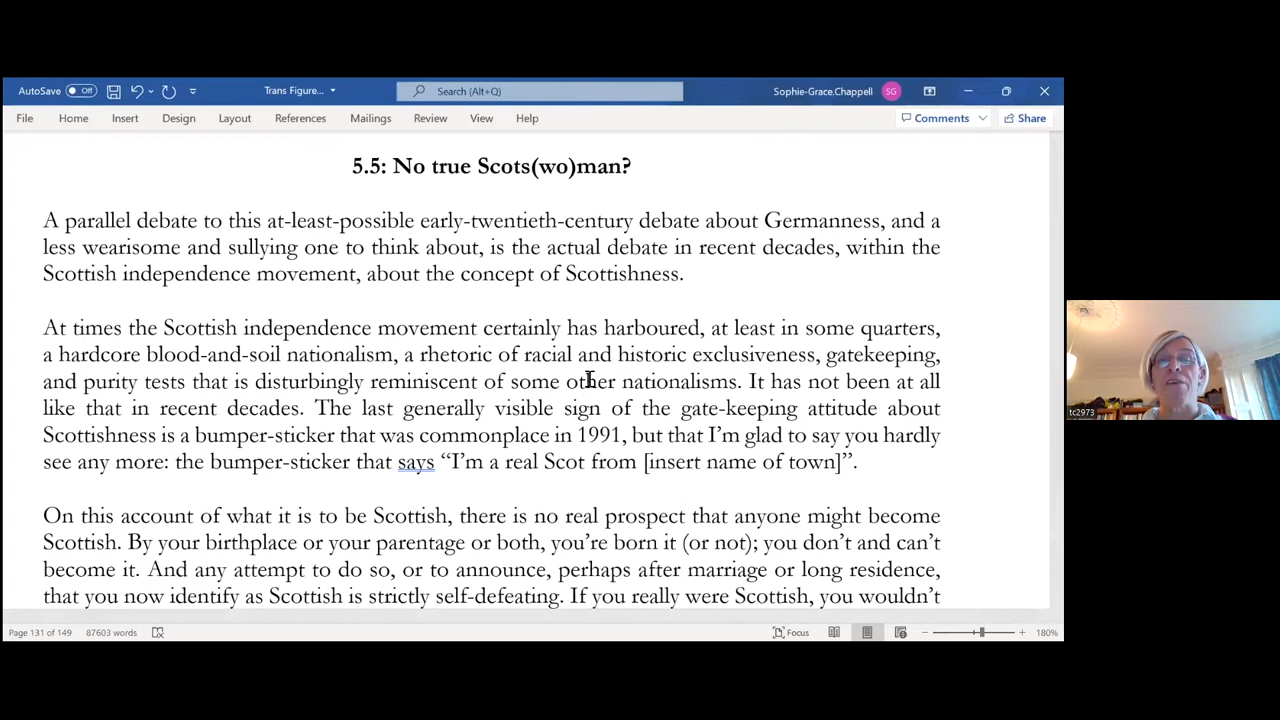 AutoSave Off Trans Figure... Search (Alt+Q) Sophie-Grace.Chappell SG
File Home Insert Design Layout References Mailings Review View Help Comments Share
5.5: No true Scots(wo)man?
A parallel debate to this at-least-possible early-twentieth-century debate about Germanness, and a
less wearisome and sullying one to think about, is the actual debate in recent decades, within the
Scottish independence movement, about the concept of Scottishness.
At times the Scottish independence movement certainly has harboured, at least in some quarters,
a hardcore blood-and-soil nationalism, a rhetoric of racial and historic exclusiveness, gatekeeping,
and purity tests that is disturbingly reminiscent of some other nationalisms. It has not been at all
like that in recent decades. The last generally visible sign of the gate-keeping attitude about
Scottishness is a bumper-sticker that was commonplace in 1991, but that I'm glad to say you hardly
see any more: the bumper-sticker that says “I'm a real Scot from [insert name of town]”.
On this account of what it is to be Scottish, there is no real prospect that anyone might become
Scottish. By your birthplace or your parentage or both, you're born it (or not); you don't and can't
become it. And any attempt to do so, or to announce, perhaps after marriage or long residence,
that you now identify as Scottish is strictly self-defeating. If you really were Scottish, you wouldn't
Page 131 of 149 87603 words Focus 180%
tc2973